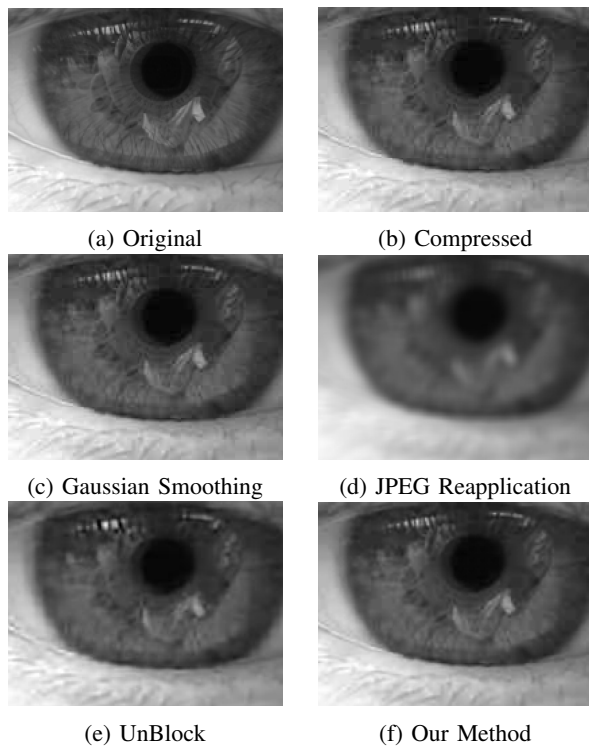 (a) Original
(b) Compressed
(c) Gaussian Smoothing
(d) JPEG Reapplication
(e) UnBlock
(f) Our Method